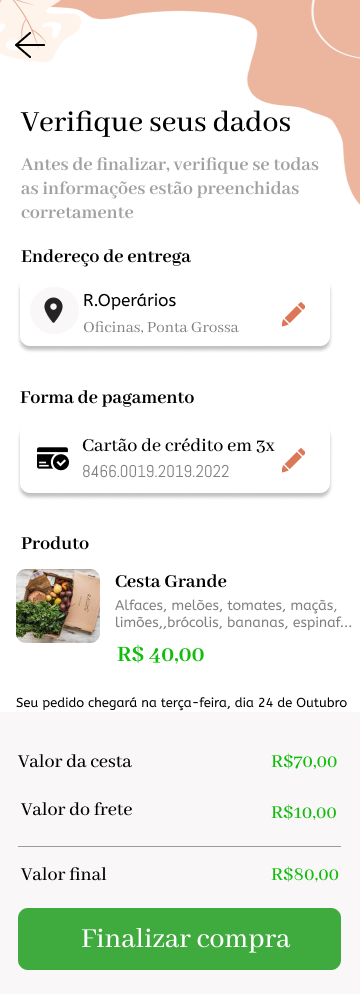 Verifique seus dados
Antes de finalizar, verifique se todas
as informações estão preenchidas
corretamente
Endereço de entrega
R.Operários
Oficinas, Ponta Grossa
Forma de pagamento
Cartão de crédito em 3x
8466.0019.2019.2022
Produto
Cesta Grande
Alfaces, melões, tomates, maçãs,
limões,,brócolis, bananas, espinaf...
R$ 40,00
Seu pedido chegará na terça-feira, dia 24 de Outubro
Valor da cesta R$70,00
Valor do frete R$10,00
Valor final R$80,00
Finalizar compra